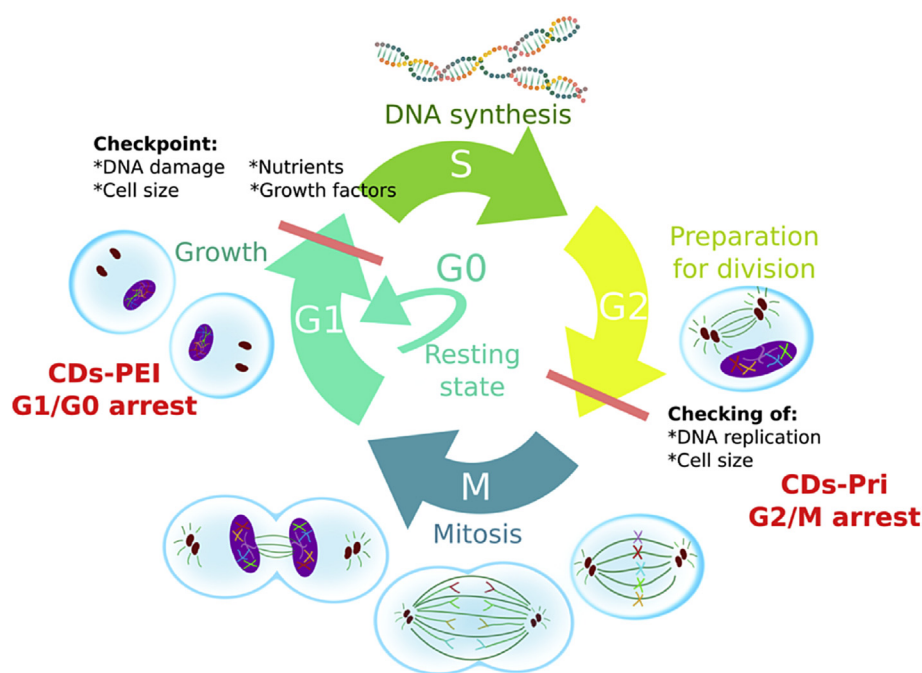 DNA synthesis
Checkpoint:
*DNA damage *Nutrients
*Cell size *Growth factors
S
Growth
G0
Preparation
for division
G1
G2
Resting
state
CDs-PEI
G1/G0 arrest
Checking of:
*DNA replication
*Cell size
CDs-Pri
G2/M arrest
M
Mitosis